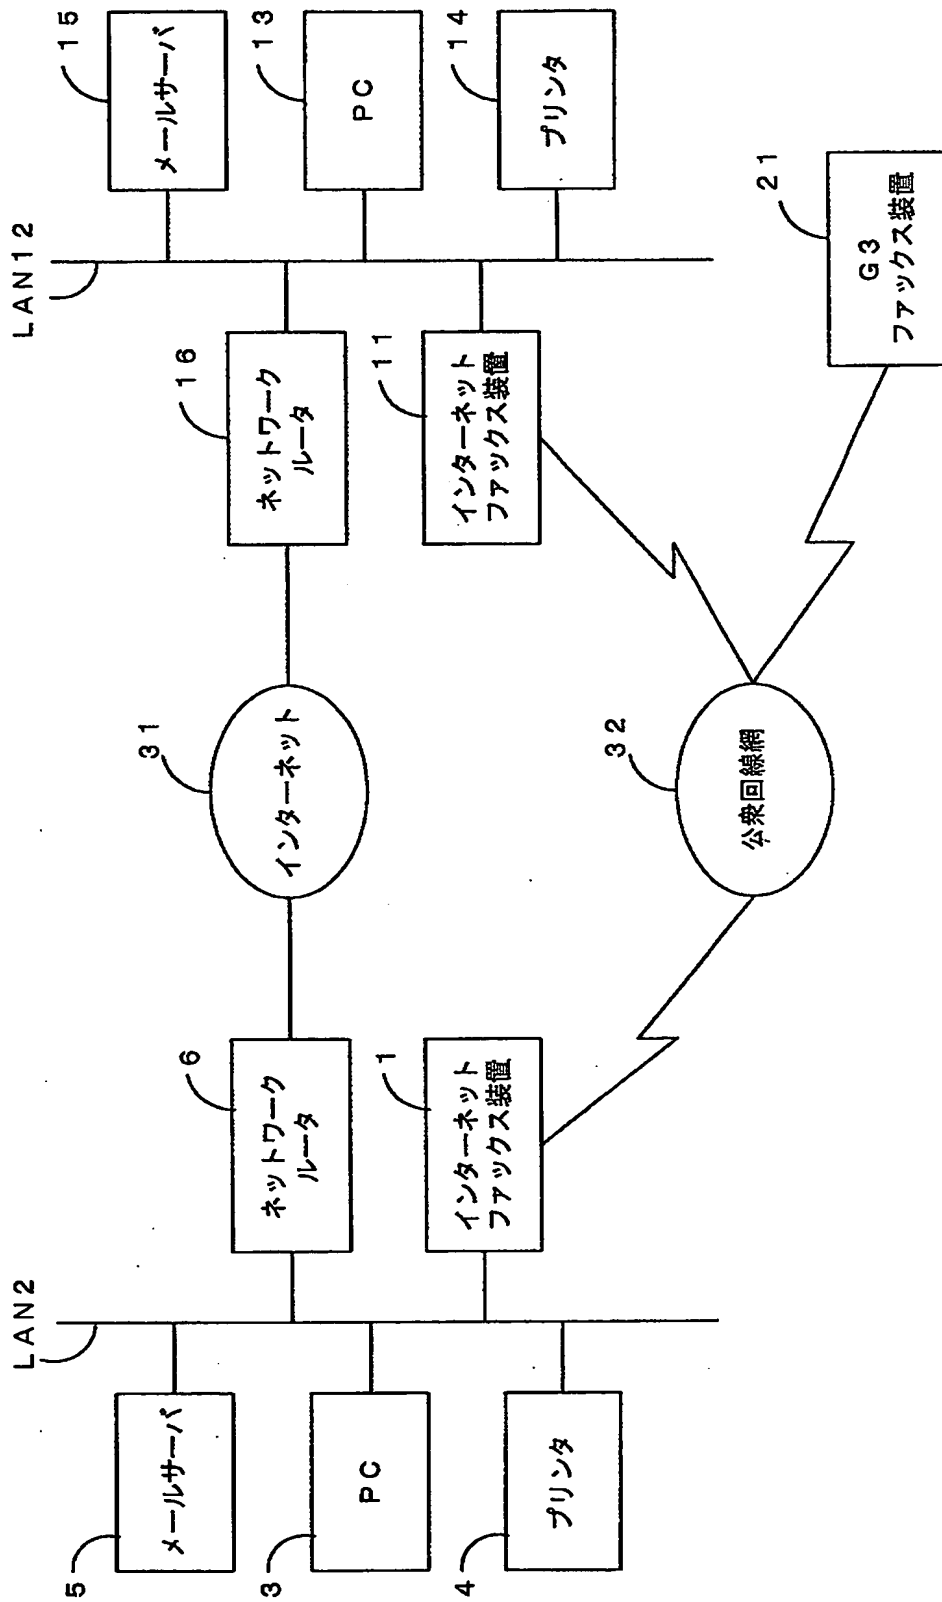 LAN2
LAN12
5
メールサーバ
3
PC
4
プリンタ
6
ネットワーク
ルータ
1
インターネット
ファックス装置
31
インターネット
32
公衆回線網
16
ネットワーク
ルータ
11
インターネット
ファックス装置
15
メールサーバ
13
PC
14
プリンタ
21
G3
ファックス装置